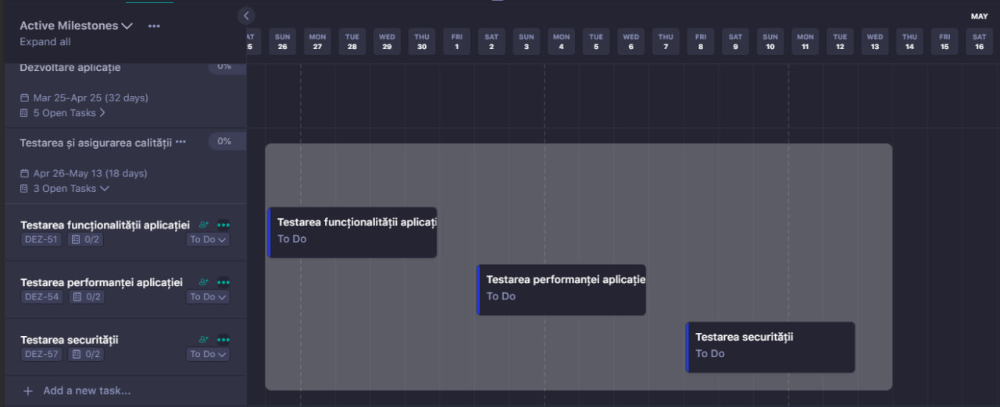 Active Milestones
Expand all
MAY
SUN MON TUE WED THU FRI SAT SUN MON TUE WED THU FRI SAT SUN MON TUE WED THU FRI SAT
26 27 28 29 30 1 2 3 4 5 6 7 8 9 10 11 12 13 14 15 16
Dezvoltare aplicație 0%
Mar 25-Apr 25 (32 days)
5 Open Tasks
Testarea și asigurarea calității ••• 0%
Apr 26-May 13 (18 days)
3 Open Tasks
Testarea funcționalității aplicației
DEZ-51 0/2 To Do
Testarea funcționalității aplicați
To Do
Testarea performanței aplicației
DEZ-54 0/2 To Do
Testarea performanței aplicație
To Do
Testarea securității
DEZ-57 0/2 To Do
Testarea securității
To Do
+ Add a new task...